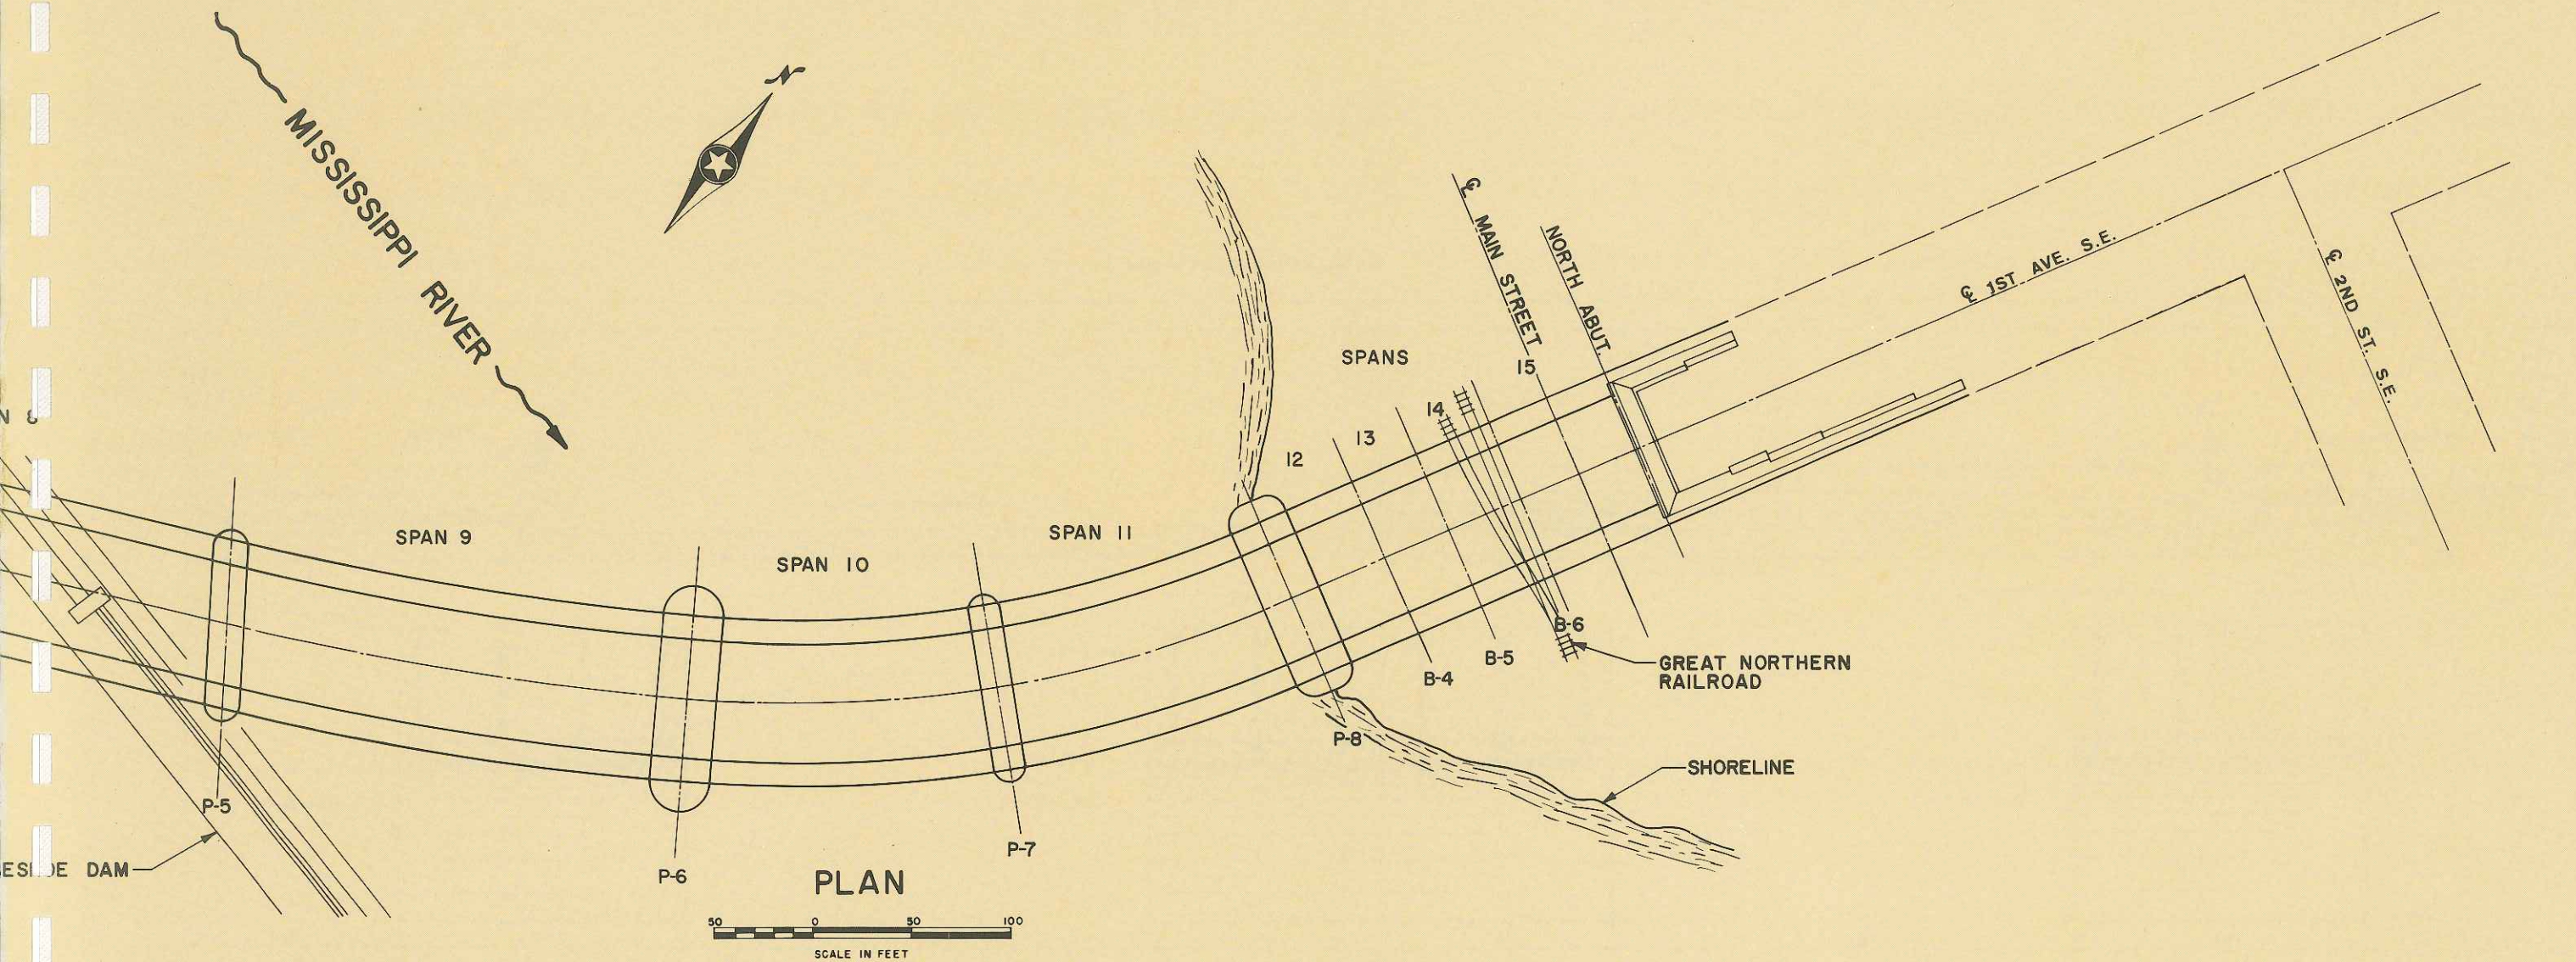 N
MISSISSIPPI RIVER
℄ MAIN STREET
NORTH ABUT.
℄ 1ST AVE. S.E.
℄ 2ND ST. S.E.
SPANS
15
14
13
12
N 8
SPAN 9
SPAN 10
SPAN 11
B-6
B-5
B-4
GREAT NORTHERN
RAILROAD
P-8
SHORELINE
P-5
P-7
P-6
DAM
PLAN
50 0 50 100
SCALE IN FEET